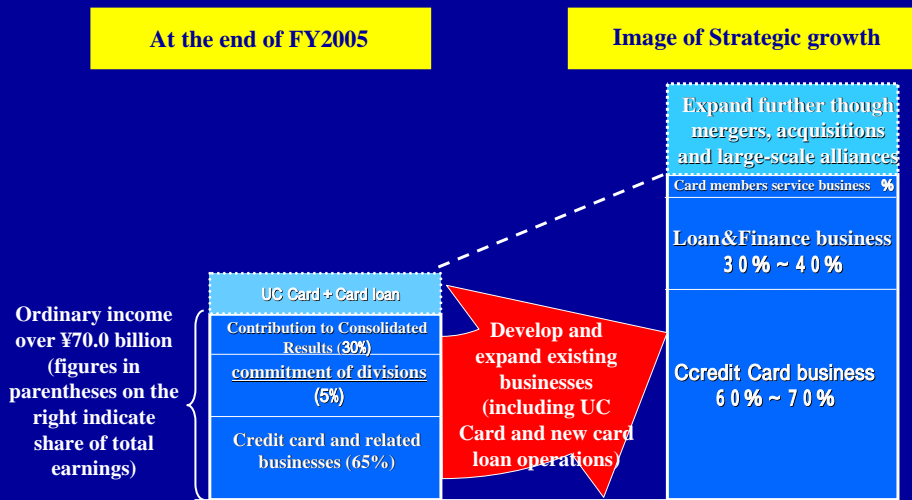 At the end of FY2005
Image of Strategic growth
Expand further though
mergers, acquisitions
and large-scale alliances
Card members service business %
Loan&Finance business
30%~40%
Ccredit Card business
60%~70%
UC Card + Card loan
Contribution to Consolidated
Results (30%)
commitment of divisions
(5%)
Credit card and related
businesses (65%)
Ordinary income
over ¥70.0 billion
(figures in
parentheses on the
right indicate
share of total
earnings)
Develop and
expand existing
businesses
(including UC
Card and new card
loan operations)